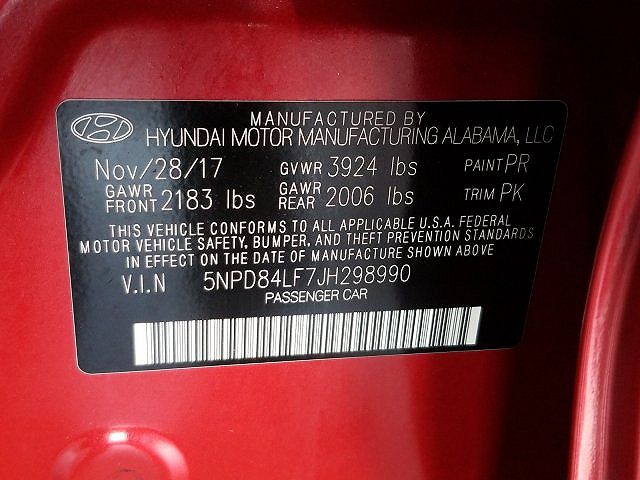 MANUFACTURED BY
HYUNDAI MOTOR MANUFACTURING ALABAMA, LLC
Nov/28/17 GVWR 3924 lbs PAINT PR
GAWR FRONT 2183 lbs GAWR REAR 2006 lbs TRIM PK
THIS VEHICLE CONFORMS TO ALL APPLICABLE U.S.A. FEDERAL
MOTOR VEHICLE SAFETY, BUMPER, AND THEFT PREVENTION STANDARDS
IN EFFECT ON THE DATE OF MANUFACTURE SHOWN ABOVE
V.I.N 5NPD84LF7JH298990
PASSENGER CAR